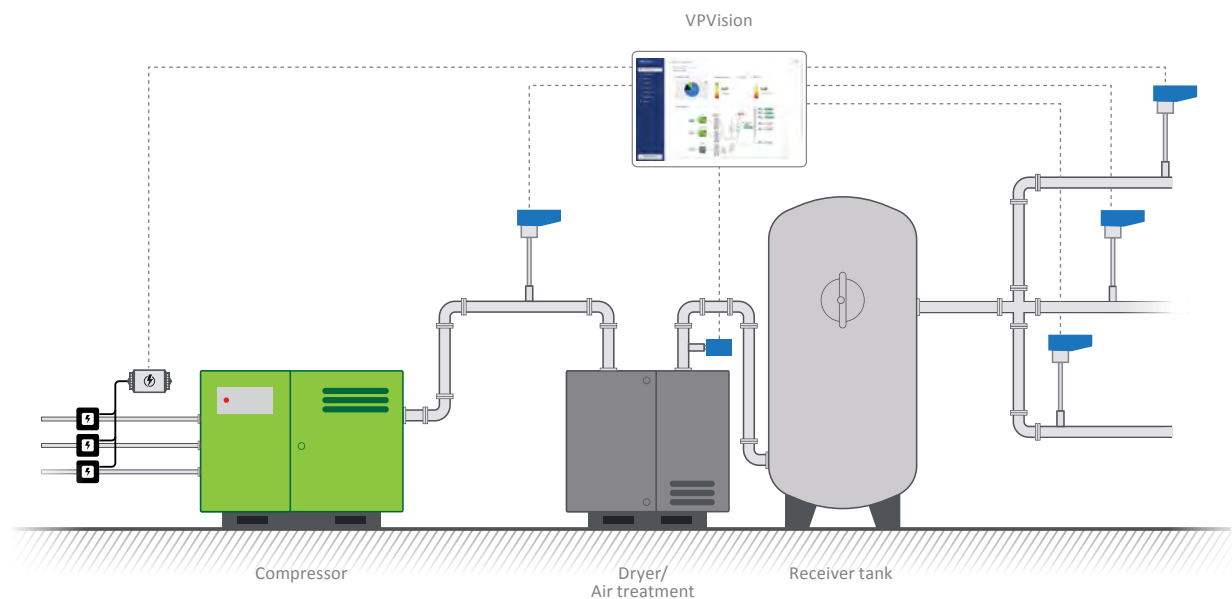 VPVision
Compressor
Dryer/
Air treatment
Receiver tank